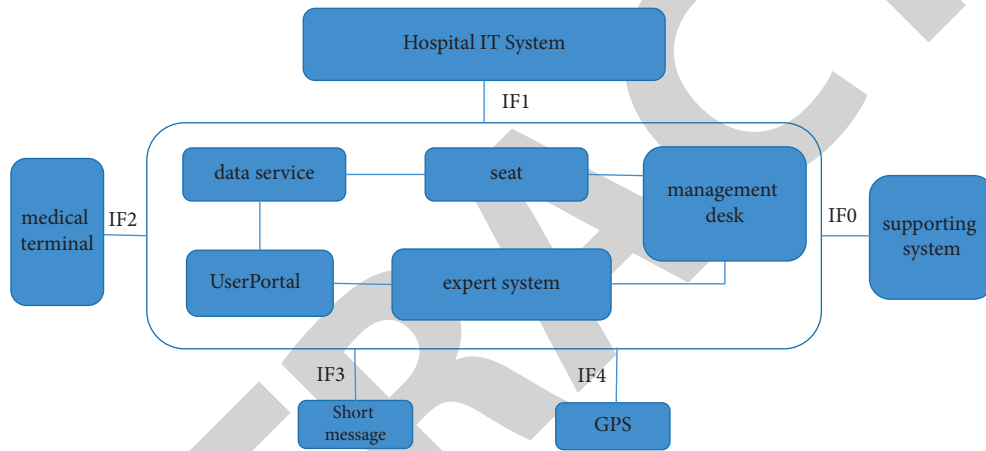 Hospital IT System
IF1
data service
seat
management
desk
medical
terminal
IF2
IF0
supporting
system
UserPortal
expert system
IF3
IF4
Short
message
GPS